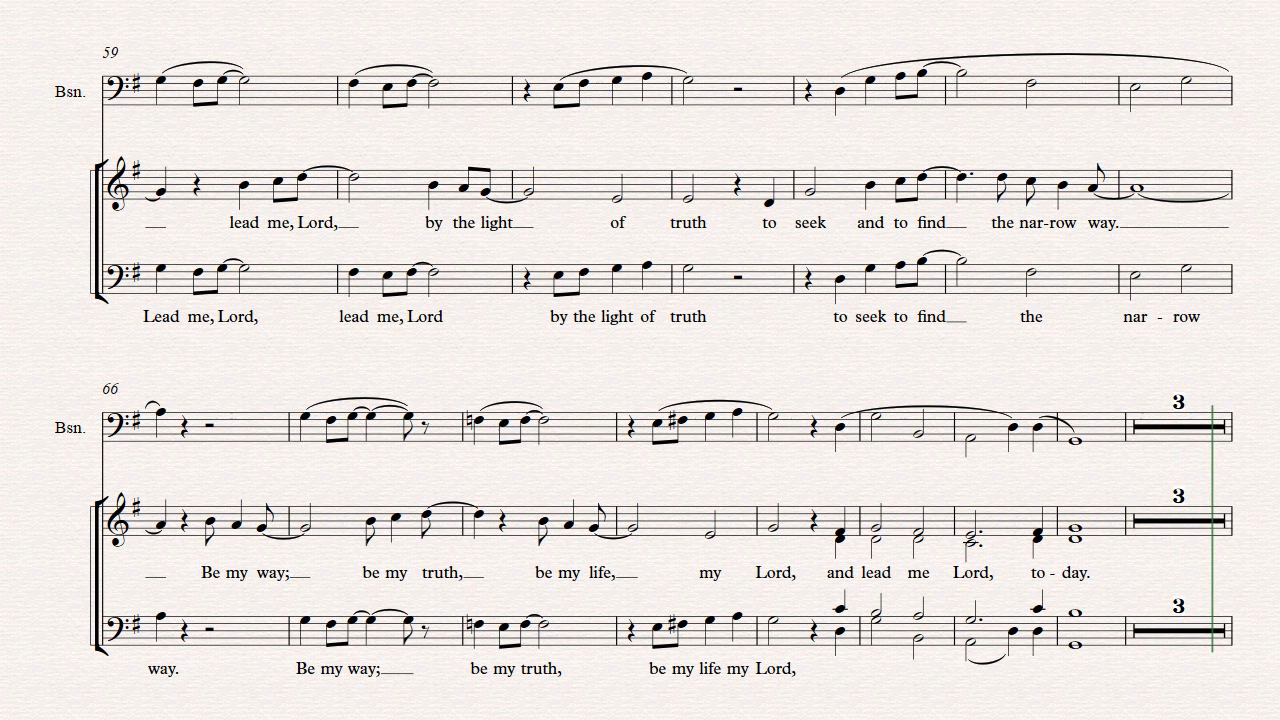 59
Bsn.
lead me, Lord, by the light of truth to seek and to find the nar-row way.
Lead me, Lord, lead me, Lord by the light of truth to seek to find the nar - row
66
Bsn.
3
3
Be my way; be my truth, be my life, my Lord, and lead me Lord, to - day.
3
way. Be my way; be my truth, be my life my Lord,